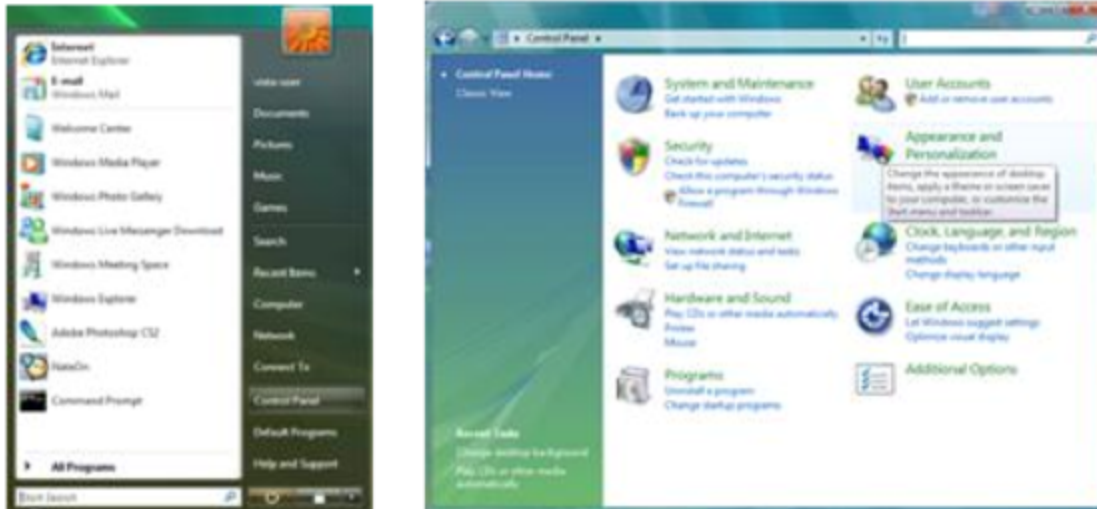 Internet
Internet Explorer
E-mail
Windows Mail
Welcome Center
Windows Media Player
Windows Photo Gallery
Windows Live Messenger Download
Windows Meeting Space
Windows Explorer
Adobe Photoshop CS2
NateOn
Command Prompt
All Programs
Start Search
vista user
Documents
Pictures
Music
Games
Search
Recent Items
Computer
Network
Connect To
Control Panel
Default Programs
Help and Support
Control Panel
Control Panel Home
Classic View
System and Maintenance
Get started with Windows
Back up your computer
Security
Check for updates
Check this computer's security status
Allow a program through Windows
Firewall
Network and Internet
View network status and tasks
Set up file sharing
Hardware and Sound
Play CDs or other media automatically
Printer
Mouse
Programs
Uninstall a program
Change startup programs
User Accounts
Add or remove user accounts
Appearance and
Personalization
Change the appearance of desktop
items, apply a theme or screen saver
to your computer, or customize the
Start menu and taskbar.
Clock, Language, and Region
Change keyboards or other input
methods
Change display language
Ease of Access
Let Windows suggest settings
Optimize visual display
Additional Options
Recent Tasks
Change desktop background
Play CDs or other media
automatically